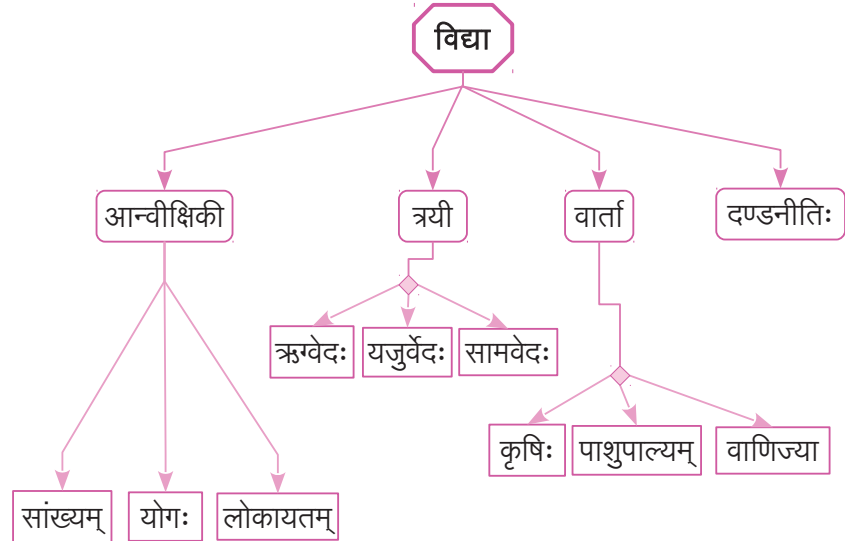 विद्या
आन्वीक्षिकी
त्रयी
वार्ता
दण्डनीतिः
ऋग्वेदः
यजुर्वेदः
सामवेदः
कृषिः
पाशुपाल्यम्
वाणिज्या
सांख्यम्
योगः
लोकायतम्